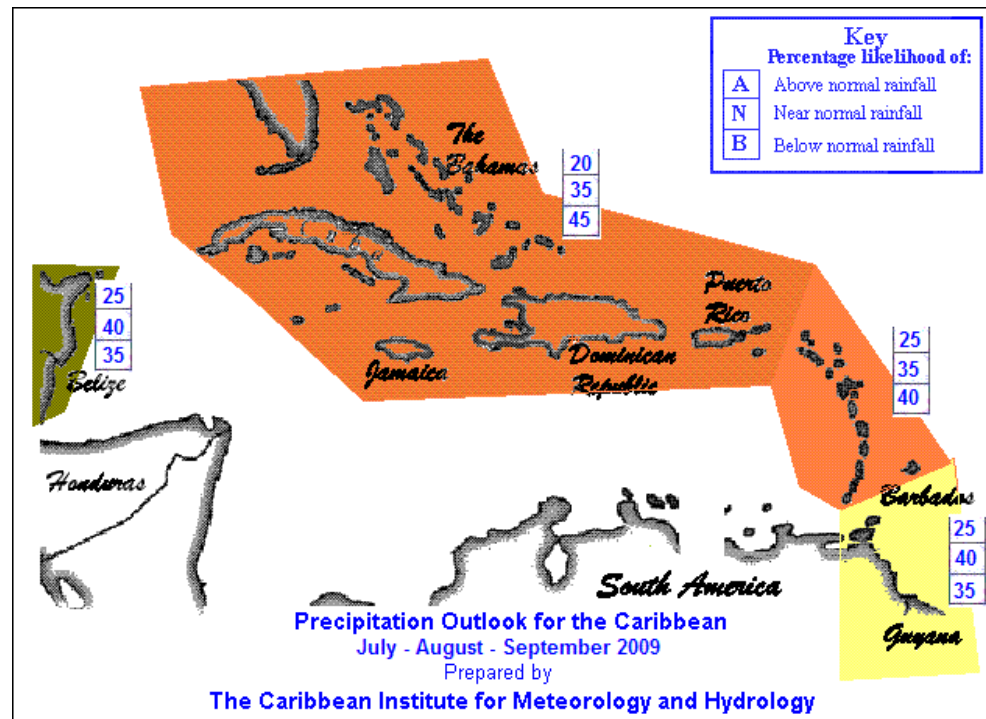 Key
Percentage likelihood of:
A Above normal rainfall
N Near normal rainfall
B Below normal rainfall
The
Bahamas
20
35
45
Puerto
Rico
25
40
35
Belize
Jamaica
Dominican
Republic
25
35
40
Honduras
Barbados
25
40
35
South America
Guyana
Precipitation Outlook for the Caribbean
July - August - September 2009
Prepared by
The Caribbean Institute for Meteorology and Hydrology